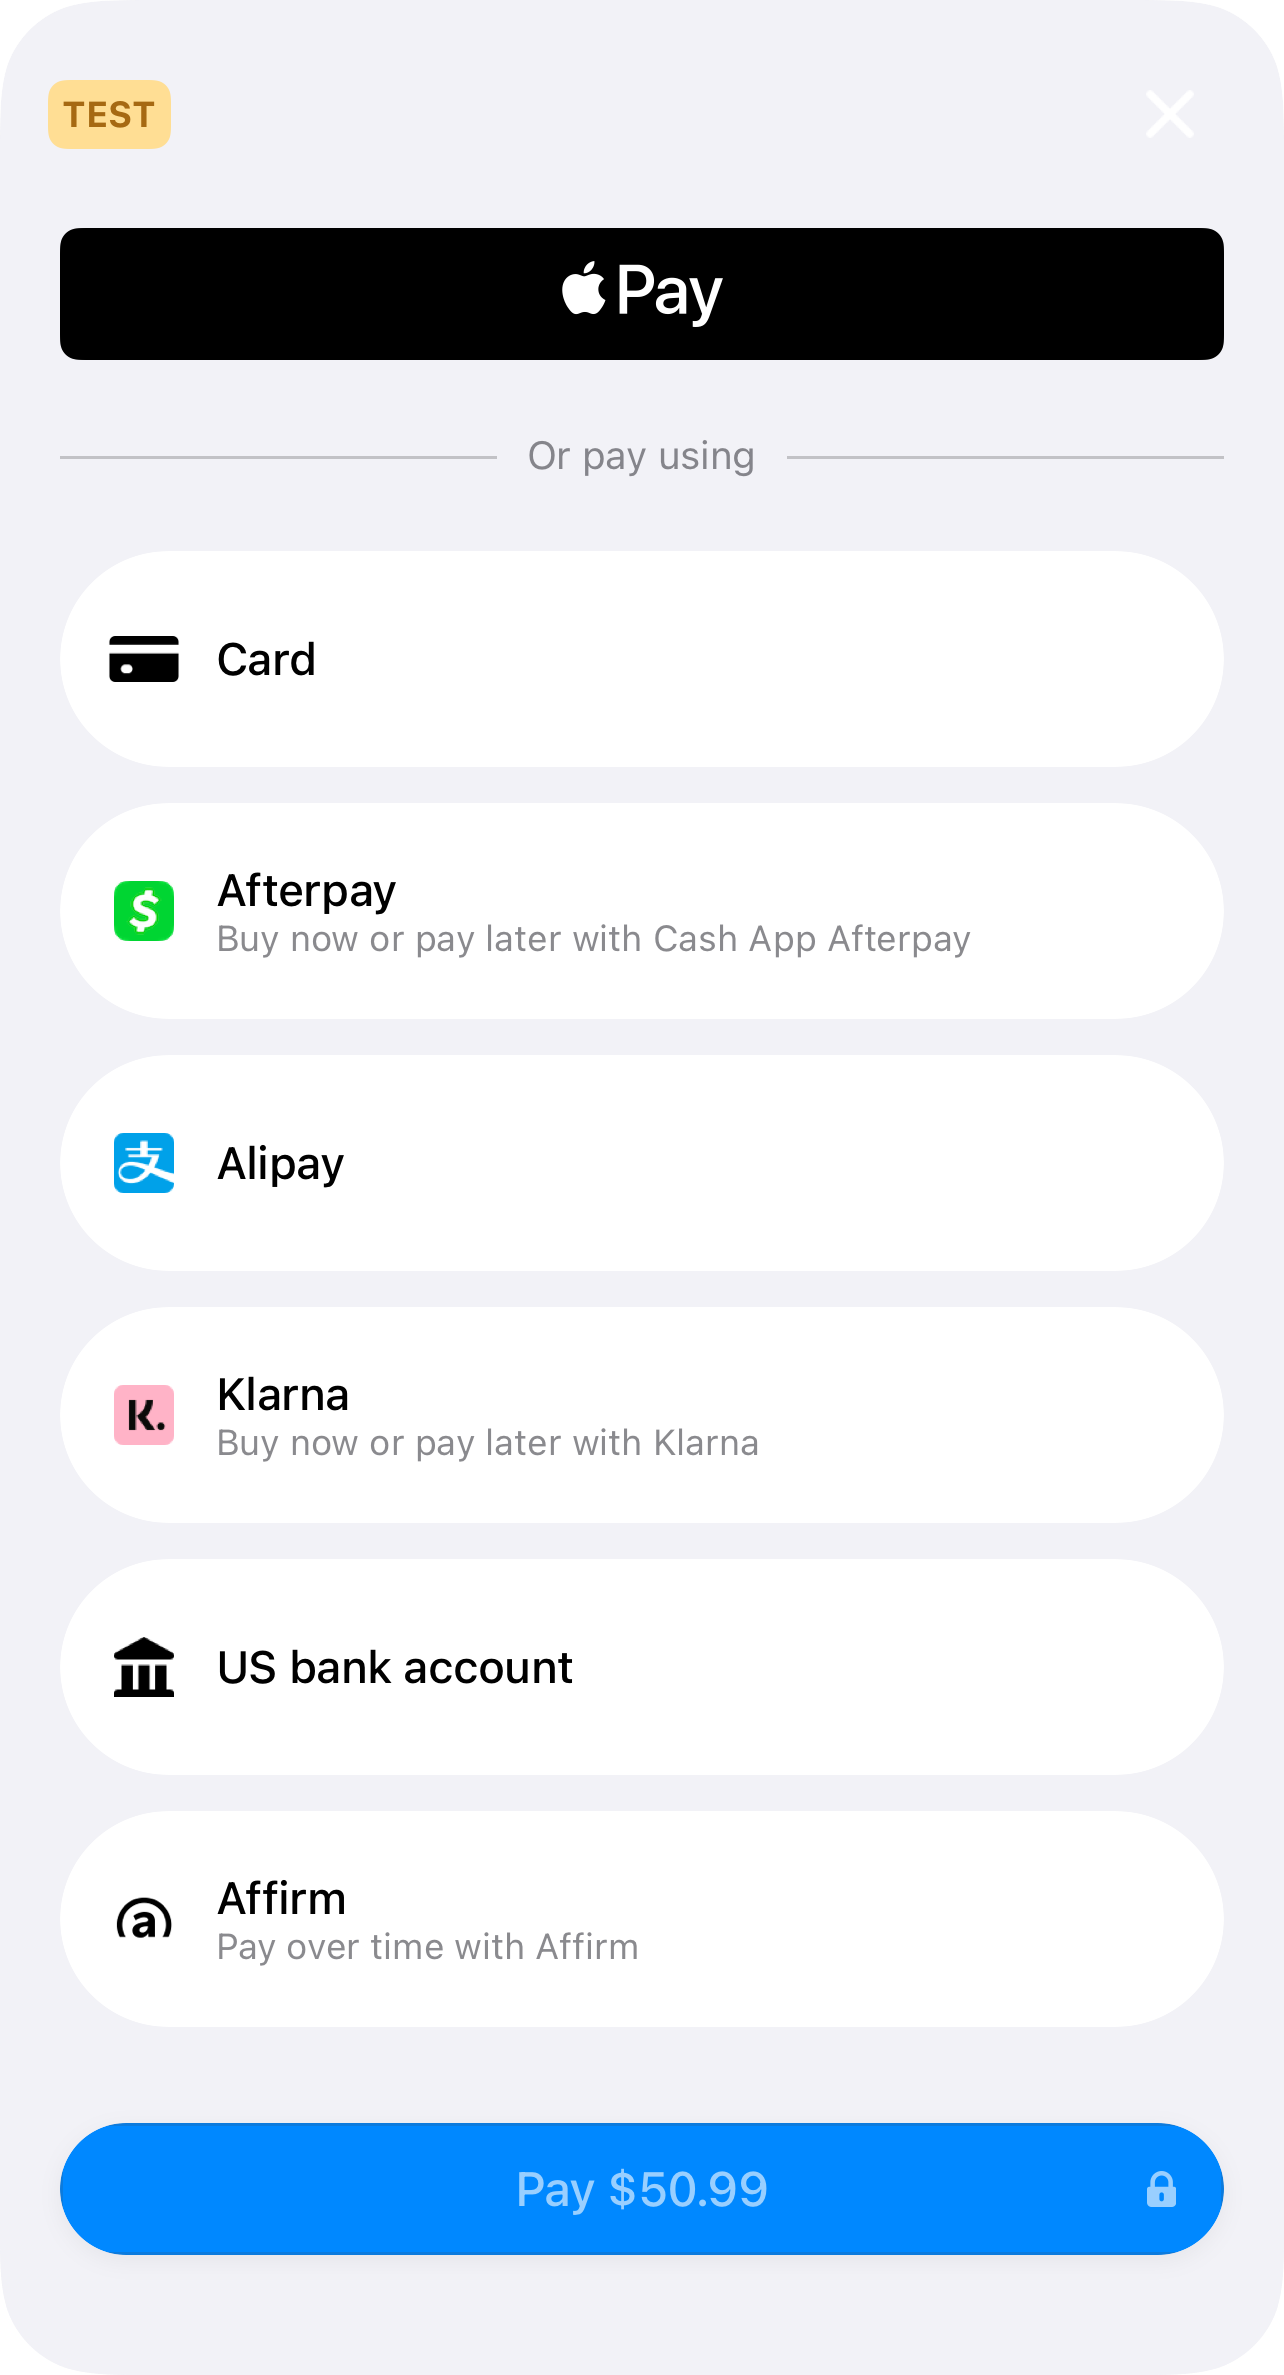 TEST
Pay
Or pay using
Card
Afterpay
Buy now or pay later with Cash App Afterpay
支
Alipay
K.
Klarna
Buy now or pay later with Klarna
US bank account
a
Affirm
Pay over time with Affirm
Pay $50.99